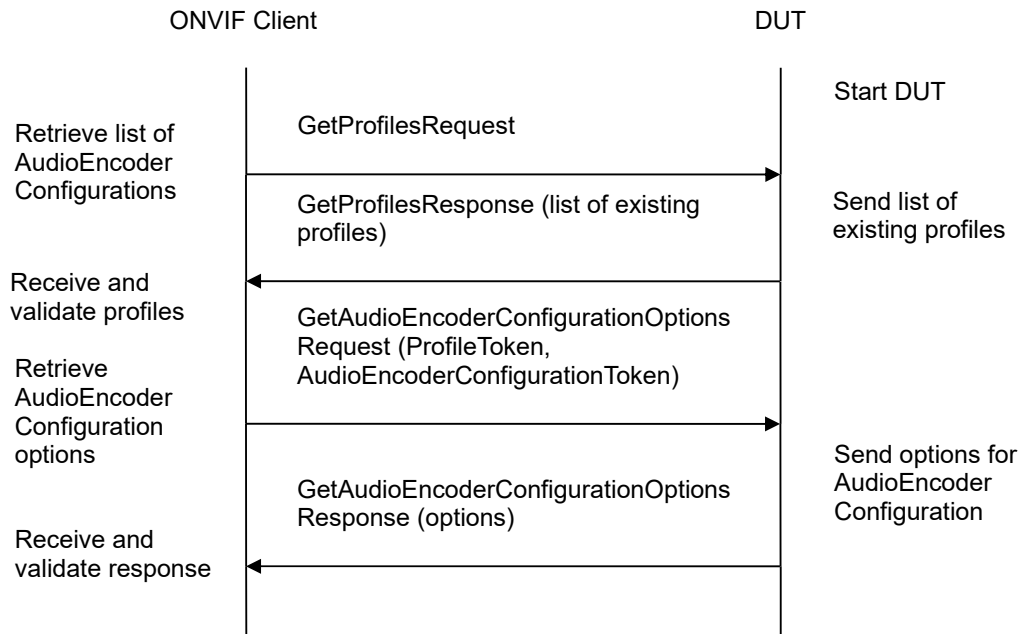 ONVIF Client
DUT
Start DUT
Retrieve list of
AudioEncoder
Configurations
GetProfilesRequest
GetProfilesResponse (list of existing
profiles)
Send list of
existing profiles
Receive and
validate profiles
GetAudioEncoderConfigurationOptions
Request (ProfileToken,
AudioEncoderConfigurationToken)
Retrieve
AudioEncoder
Configuration
options
Send options for
AudioEncoder
Configuration
GetAudioEncoderConfigurationOptions
Response (options)
Receive and
validate response